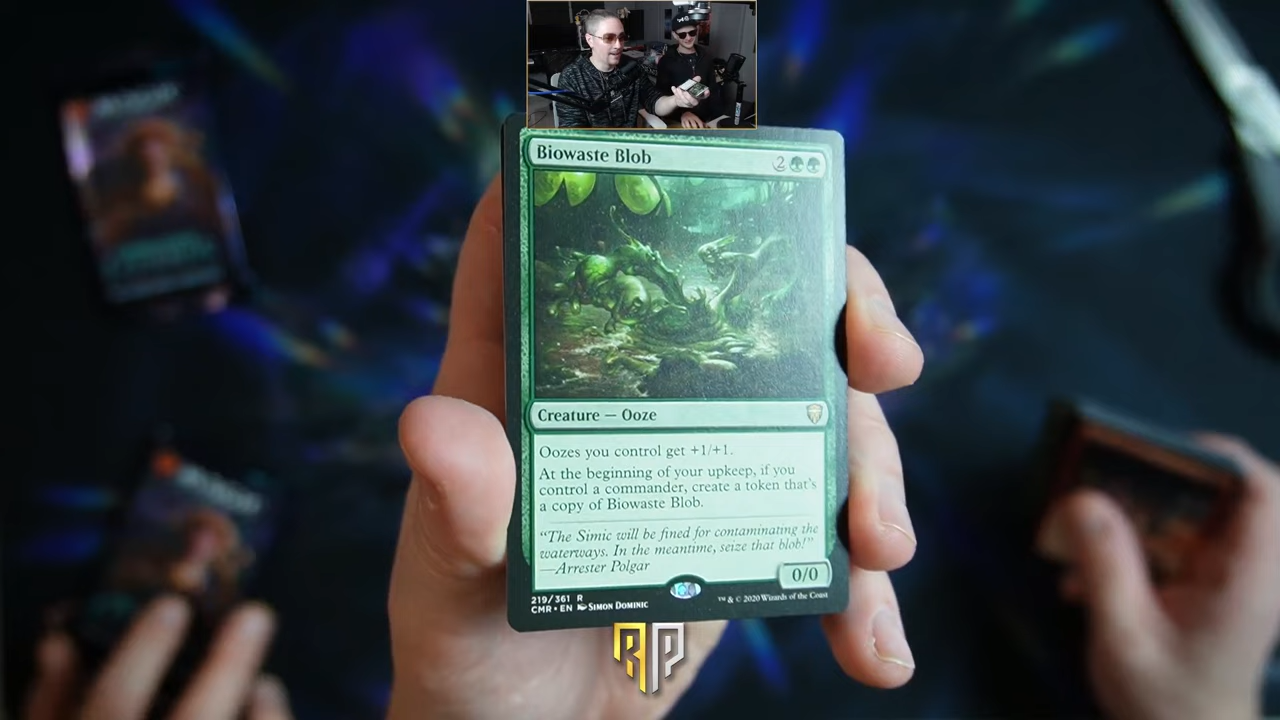 Biowaste Blob 2
Creature — Ooze
Oozes you control get +1/+1.
At the beginning of your upkeep, if you
control a commander, create a token that's
a copy of Biowaste Blob.
“The Simic will be fined for contaminating the
waterways. In the meantime, seize that blob!”
—Arrester Polgar
0/0
219/361 R
CMR • EN SIMON DOMINIC
™ & © 2020 Wizards of the Coast
RP